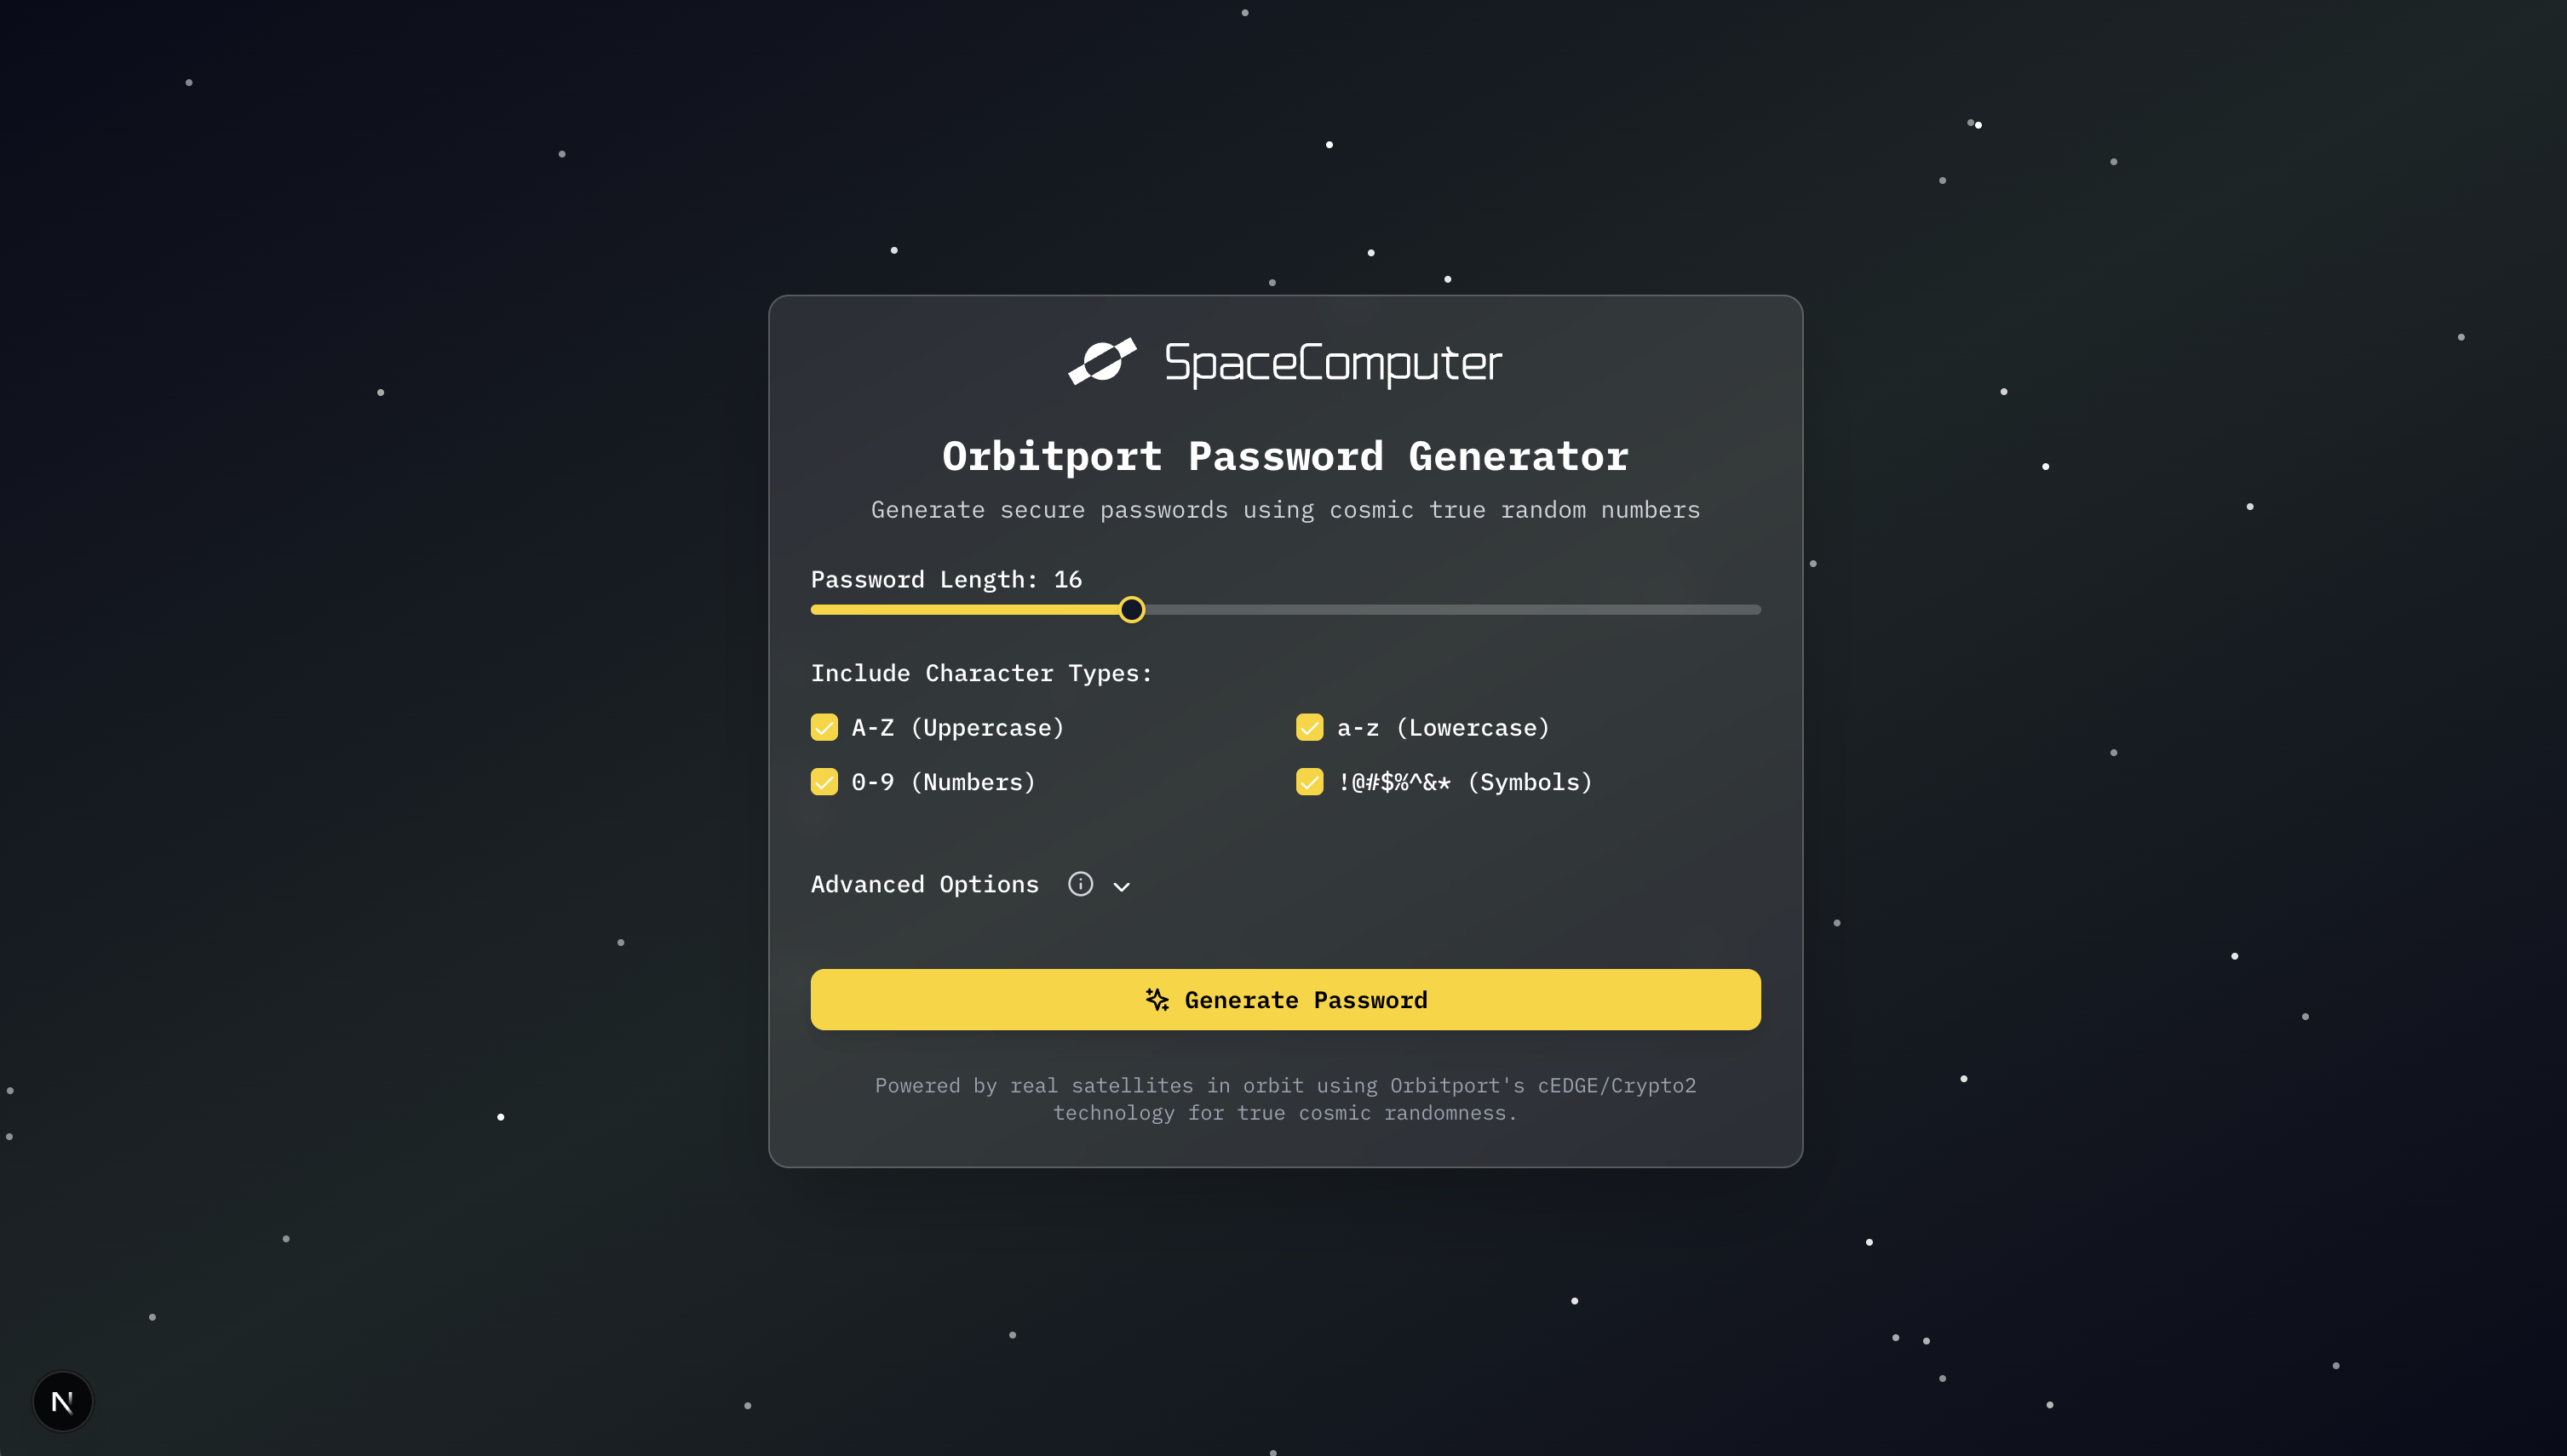 SpaceComputer
Orbitport Password Generator
Generate secure passwords using cosmic true random numbers
Password Length: 16
Include Character Types:
A-Z (Uppercase)
a-z (Lowercase)
0-9 (Numbers)
!@#$%^&* (Symbols)
Advanced Options
Generate Password
Powered by real satellites in orbit using Orbitport's cEDGE/Crypto2
technology for true cosmic randomness.
N